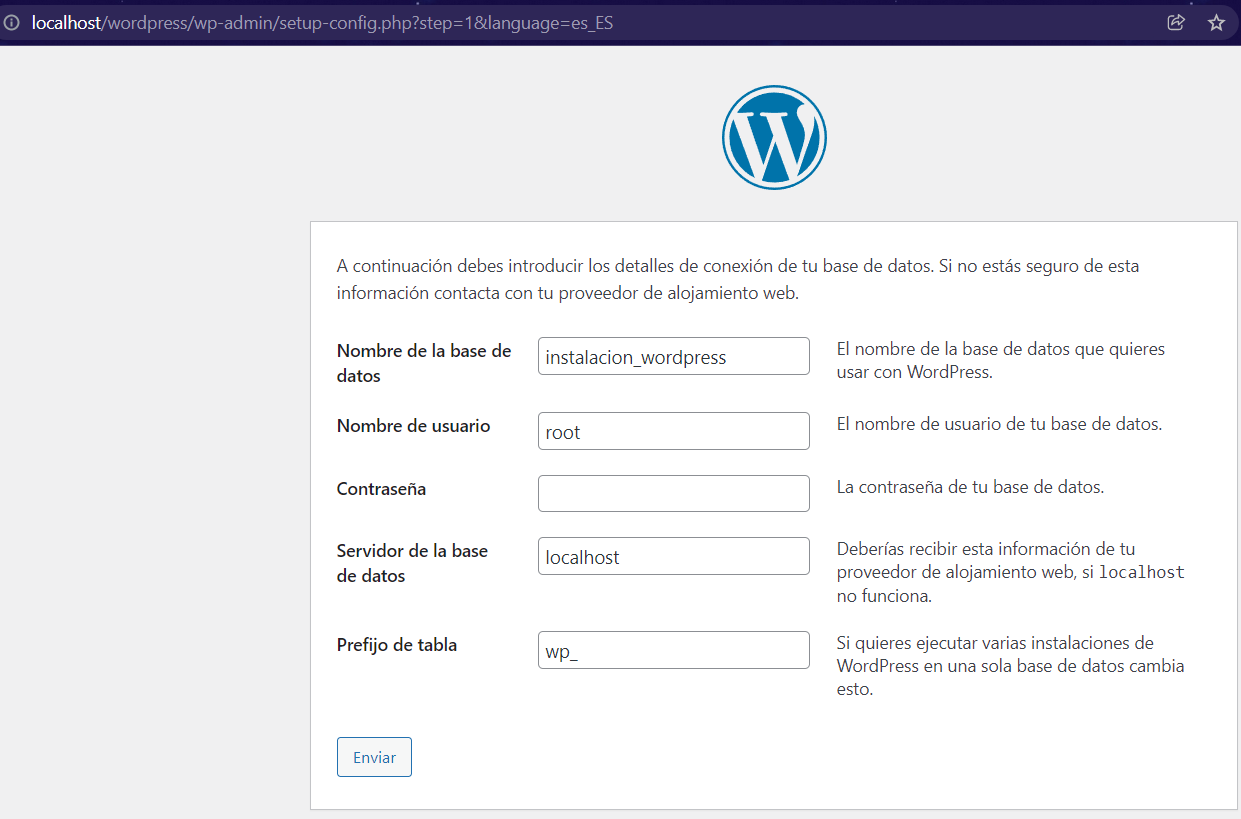 localhost/wordpress/wp-admin/setup-config.php?step=1&language=es_ES
A continuación debes introducir los detalles de conexión de tu base de datos. Si no estás seguro de esta
información contacta con tu proveedor de alojamiento web.
Nombre de la base de
datos
instalacion_wordpress
El nombre de la base de datos que quieres
usar con WordPress.
Nombre de usuario
root
El nombre de usuario de tu base de datos.
Contraseña
La contraseña de tu base de datos.
Servidor de la base
de datos
localhost
Deberías recibir esta información de tu
proveedor de alojamiento web, si localhost
no funciona.
Prefijo de tabla
wp_
Si quieres ejecutar varias instalaciones de
WordPress en una sola base de datos cambia
esto.
Enviar